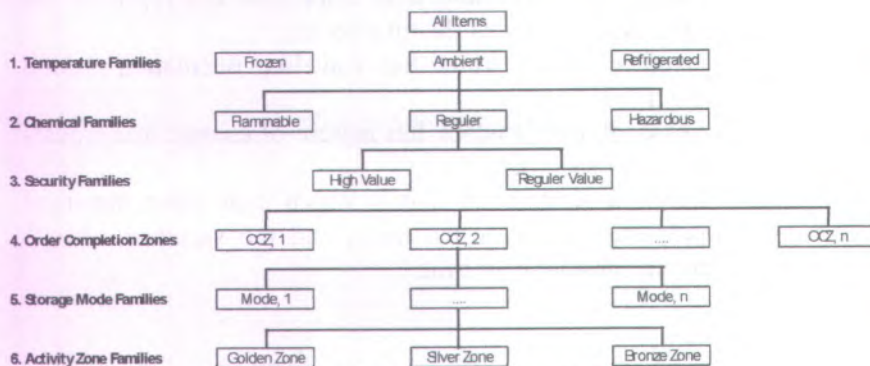 All Items
1. Temperature Families Frozen Ambient Refrigerated
2. Chemical Families Flammable Reguler Hazardous
3. Security Families High Value Reguler Value
4. Order Completion Zones OCZ, 1 OCZ, 2 .... OCZ, n
5. Storage Mode Families Mode, 1 .... Mode, n
6. Activity Zone Families Golden Zone Silver Zone Bronze Zone